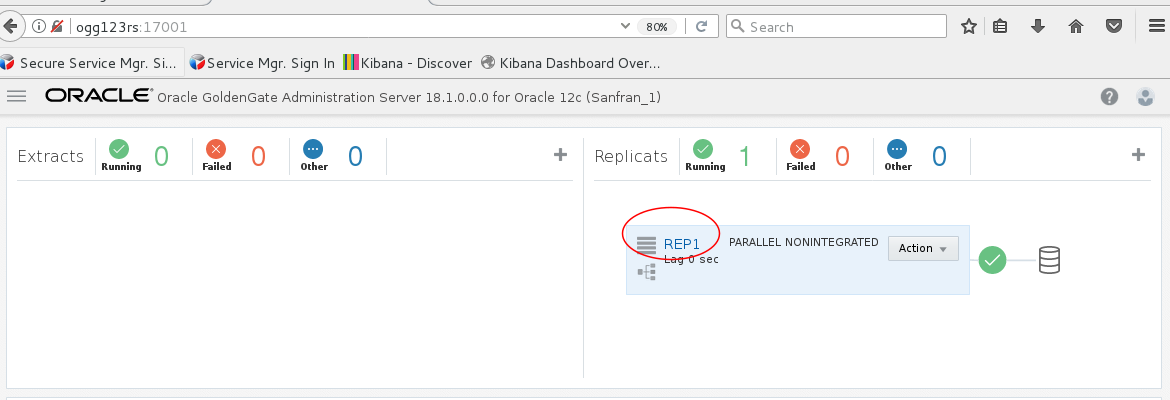 ogg123rs:17001
80%
Search
Secure Service Mgr. Si...
Service Mgr. Sign In
Kibana - Discover
Kibana Dashboard Over...
ORACLE® Oracle GoldenGate Administration Server 18.1.0.0.0 for Oracle 12c (Sanfran_1)
?
Extracts
Running
0
Failed
0
Other
0
+
Replicats
Running
1
Failed
0
Other
0
+
REP1
PARALLEL NONINTEGRATED
Action
Lag 0 sec